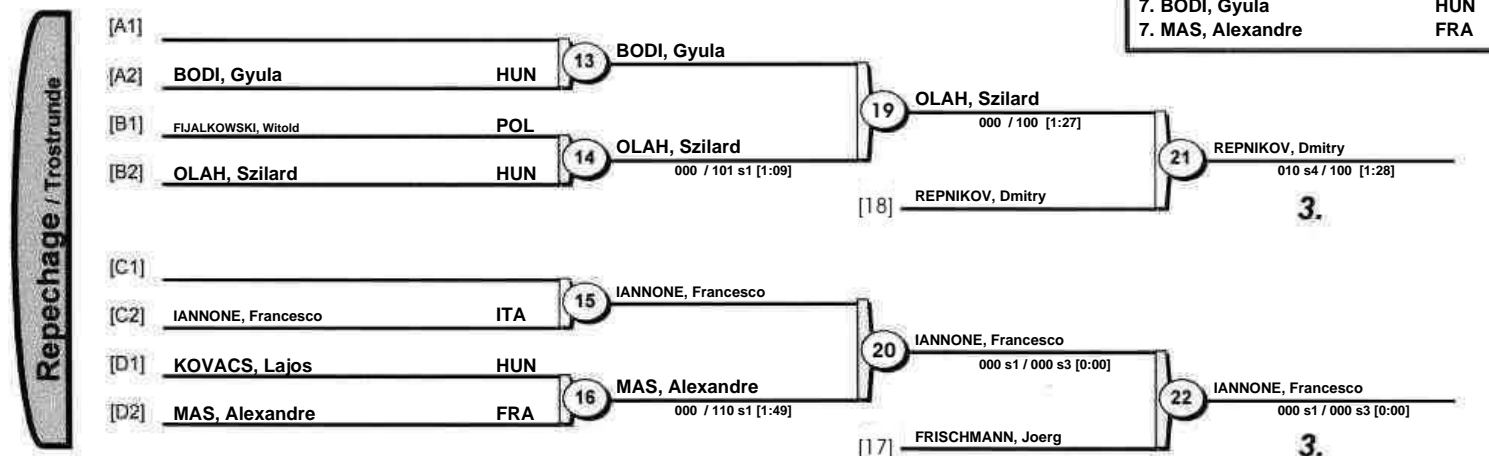 7. BODI, Gyula HUN
7. MAS, Alexandre FRA
Repechage / Trostrunde
[A1]
[A2] BODI, Gyula HUN
13 BODI, Gyula
[B1] FIJALKOWSKI, Witold POL
[B2] OLAH, Szilard HUN
14 OLAH, Szilard
000 / 101 s1 [1:09]
19 OLAH, Szilard
000 / 100 [1:27]
[18] REPNIKOV, Dmitry
21 REPNIKOV, Dmitry
010 s4 / 100 [1:28]
3.
[C1]
[C2] IANNONE, Francesco ITA
15 IANNONE, Francesco
[D1] KOVACS, Lajos HUN
[D2] MAS, Alexandre FRA
16 MAS, Alexandre
000 / 110 s1 [1:49]
20 IANNONE, Francesco
000 s1 / 000 s3 [0:00]
[17] FRISCHMANN, Joerg
22 IANNONE, Francesco
000 s1 / 000 s3 [0:00]
3.